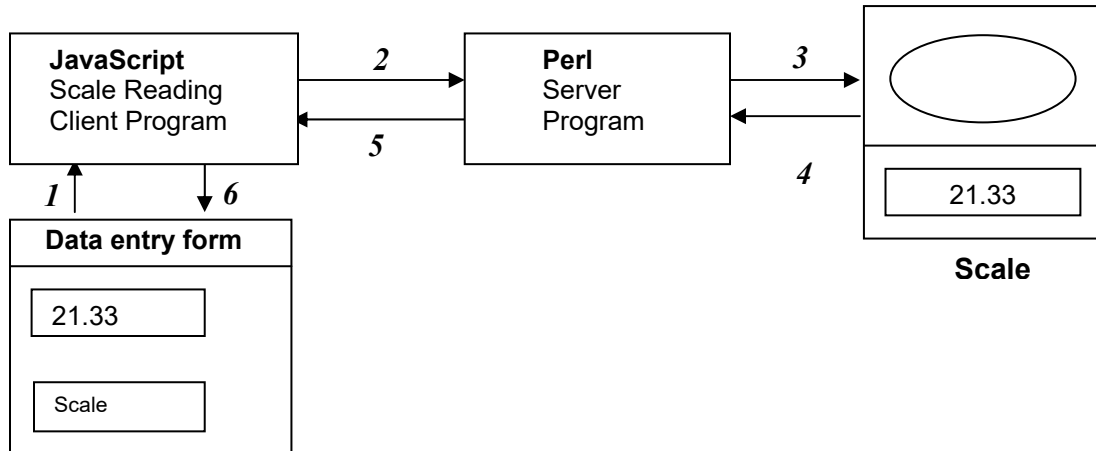 JavaScript
Scale Reading
Client Program
2
5
Perl
Server
Program
3
4
21.33
Scale
1
6
Data entry form
21.33
Scale